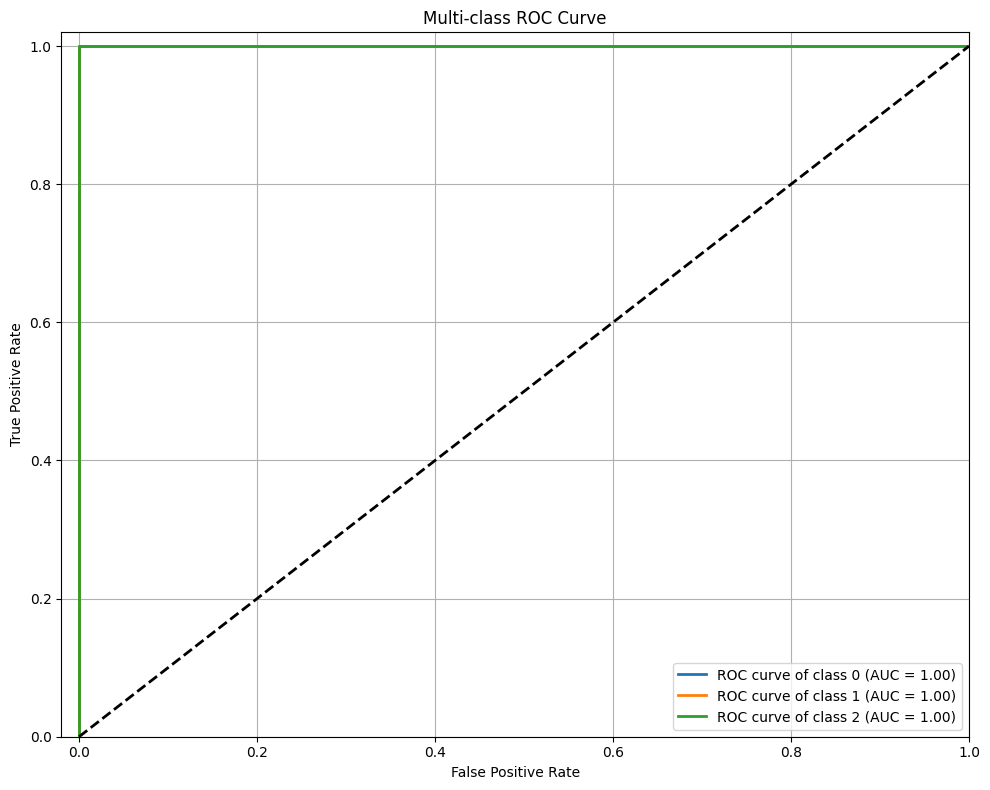 Multi-class ROC Curve
True Positive Rate
1.0
0.8
0.6
0.4
0.2
0.0
0.0 0.2 0.4 0.6 0.8 1.0
False Positive Rate
ROC curve of class 0 (AUC = 1.00)
ROC curve of class 1 (AUC = 1.00)
ROC curve of class 2 (AUC = 1.00)